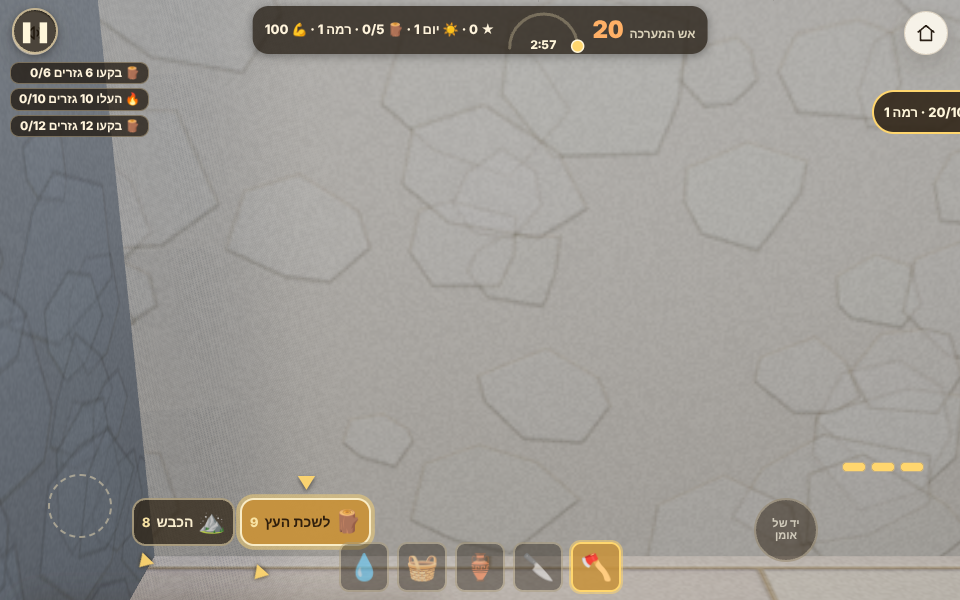 אש המערכה 20
2:57
★ 0 · ☀️ יום 1 · 🪵 0/5 · רמה 1 · 💪 100
🪵 בקעו 6 גזרים 0/6
🔥 העלו 10 גזרים 0/10
🪵 בקעו 12 גזרים 0/12
20/10 · רמה 1
🪵 לשכת העץ 9
הכבש 8
יד של
אומן